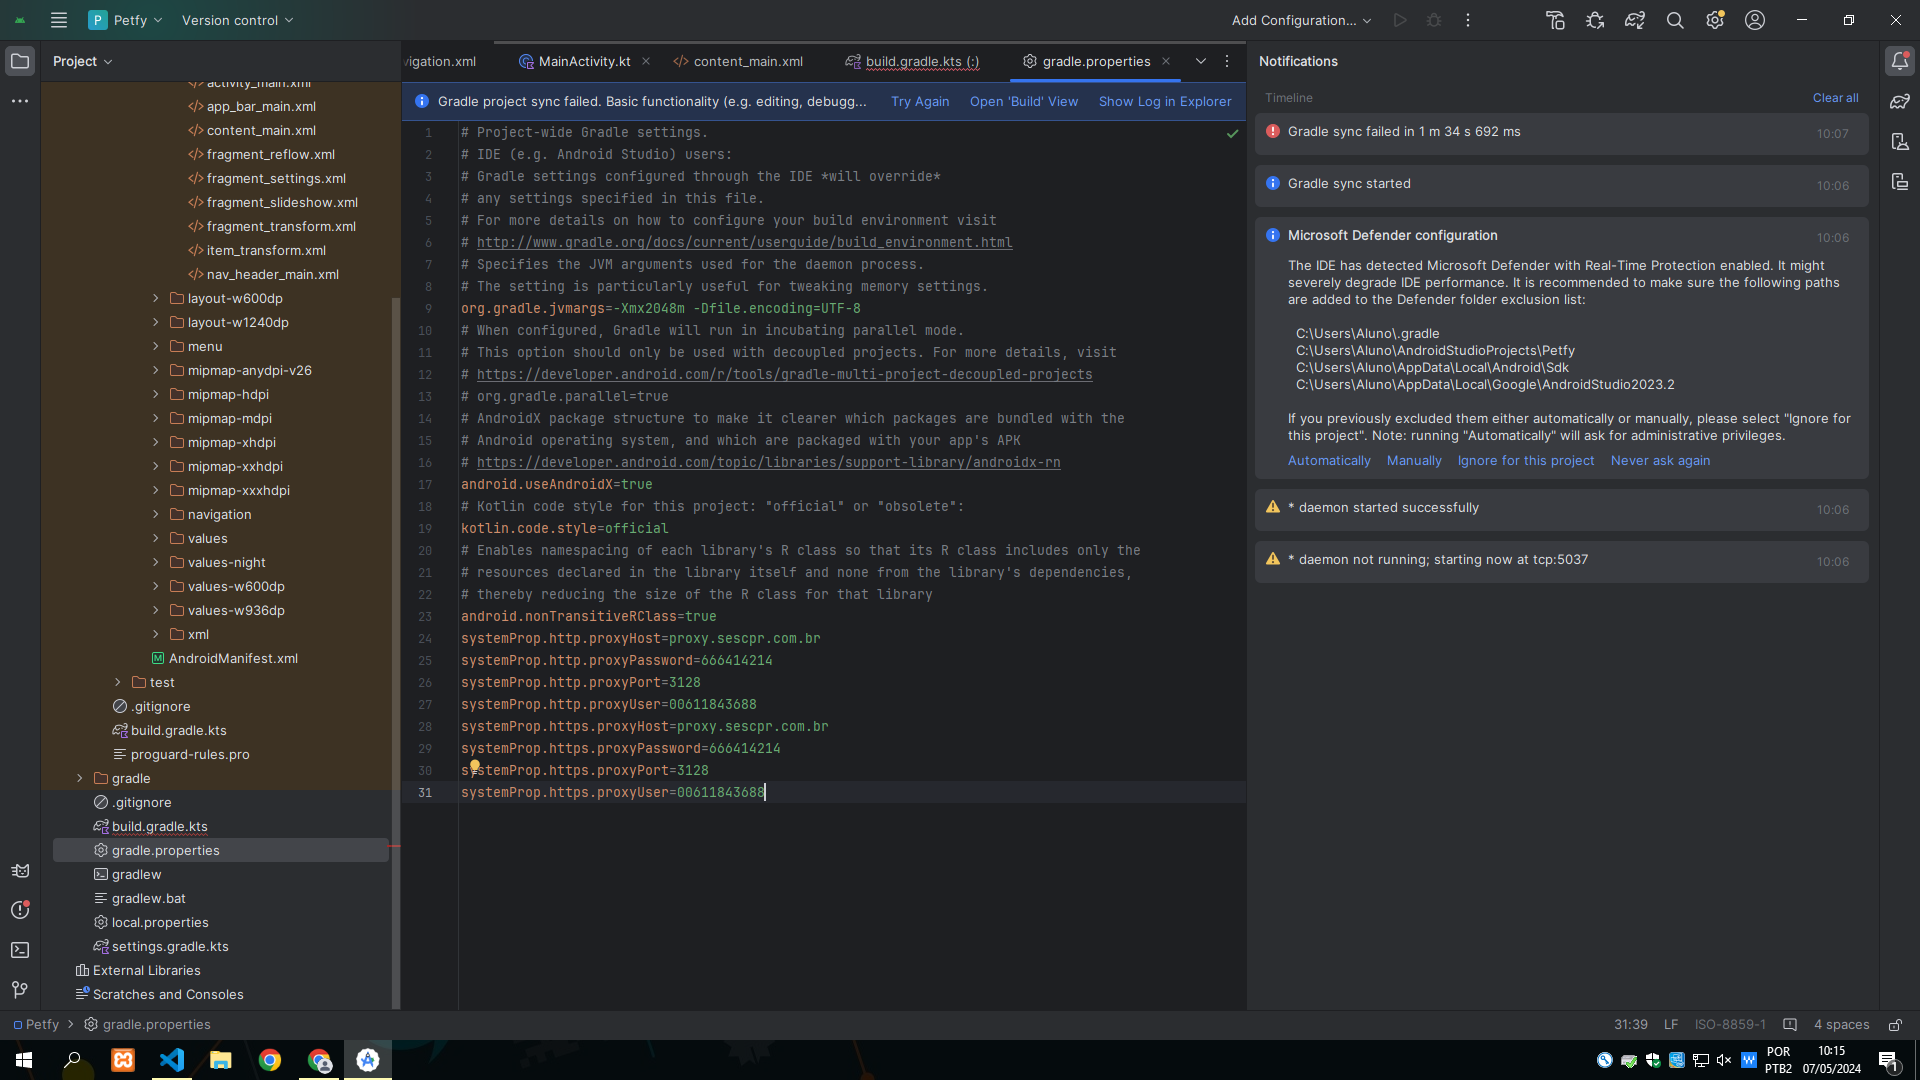 P Petfy Version control
Add Configuration...
Project
vigation.xml MainActivity.kt content_main.xml build.gradle.kts (:) gradle.properties
Notifications
Gradle project sync failed. Basic functionality (e.g. editing, debugg... Try Again Open 'Build' View Show Log in Explorer
activity_main.xml
app_bar_main.xml
content_main.xml
fragment_reflow.xml
fragment_settings.xml
fragment_slideshow.xml
fragment_transform.xml
item_transform.xml
nav_header_main.xml
layout-w600dp
layout-w1240dp
menu
mipmap-anydpi-v26
mipmap-hdpi
mipmap-mdpi
mipmap-xhdpi
mipmap-xxhdpi
mipmap-xxxhdpi
navigation
values
values-night
values-w600dp
values-w936dp
xml
AndroidManifest.xml
test
.gitignore
build.gradle.kts
proguard-rules.pro
gradle
.gitignore
build.gradle.kts
gradle.properties
gradlew
gradlew.bat
local.properties
settings.gradle.kts
External Libraries
Scratches and Consoles
1 # Project-wide Gradle settings.
2 # IDE (e.g. Android Studio) users:
3 # Gradle settings configured through the IDE *will override*
4 # any settings specified in this file.
5 # For more details on how to configure your build environment visit
6 # http://www.gradle.org/docs/current/userguide/build_environment.html
7 # Specifies the JVM arguments used for the daemon process.
8 # The setting is particularly useful for tweaking memory settings.
9 org.gradle.jvmargs=-Xmx2048m -Dfile.encoding=UTF-8
10 # When configured, Gradle will run in incubating parallel mode.
11 # This option should only be used with decoupled projects. For more details, visit
12 # https://developer.android.com/r/tools/gradle-multi-project-decoupled-projects
13 # org.gradle.parallel=true
14 # AndroidX package structure to make it clearer which packages are bundled with the
15 # Android operating system, and which are packaged with your app's APK
16 # https://developer.android.com/topic/libraries/support-library/androidx-rn
17 android.useAndroidX=true
18 # Kotlin code style for this project: "official" or "obsolete":
19 kotlin.code.style=official
20 # Enables namespacing of each library's R class so that its R class includes only the
21 # resources declared in the library itself and none from the library's dependencies,
22 # thereby reducing the size of the R class for that library
23 android.nonTransitiveRClass=true
24 systemProp.http.proxyHost=proxy.sescpr.com.br
25 systemProp.http.proxyPassword=666414214
26 systemProp.http.proxyPort=3128
27 systemProp.http.proxyUser=00611843688
28 systemProp.https.proxyHost=proxy.sescpr.com.br
29 systemProp.https.proxyPassword=666414214
30 systemProp.https.proxyPort=3128
31 systemProp.https.proxyUser=00611843688
Timeline Clear all
Gradle sync failed in 1 m 34 s 692 ms 10:07
Gradle sync started 10:06
Microsoft Defender configuration 10:06
The IDE has detected Microsoft Defender with Real-Time Protection enabled. It might
severely degrade IDE performance. It is recommended to make sure the following paths
are added to the Defender folder exclusion list:
C:\Users\Aluno\.gradle
C:\Users\Aluno\AndroidStudioProjects\Petfy
C:\Users\Aluno\AppData\Local\Android\Sdk
C:\Users\Aluno\AppData\Local\Google\AndroidStudio2023.2
If you previously excluded them either automatically or manually, please select "Ignore for
this project". Note: running "Automatically" will ask for administrative privileges.
Automatically Manually Ignore for this project Never ask again
* daemon started successfully 10:06
* daemon not running; starting now at tcp:5037 10:06
Petfy > gradle.properties
31:39 LF ISO-8859-1 4 spaces
POR
PTB2
10:15
07/05/2024
1